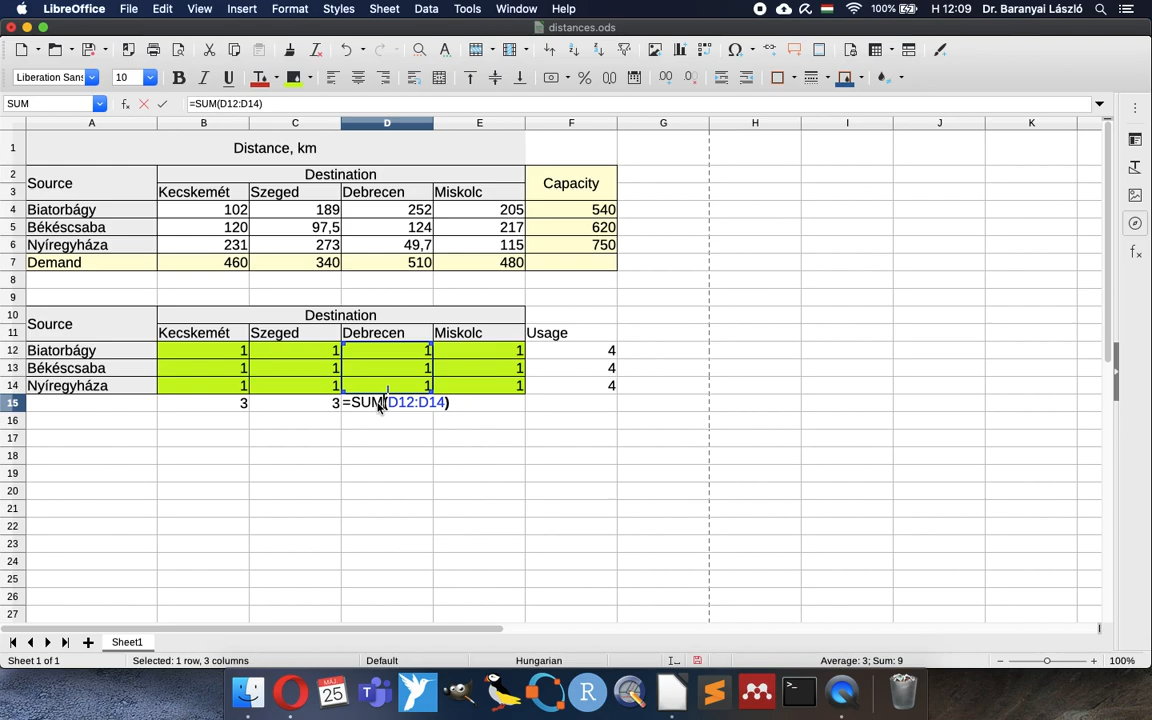 LibreOffice File Edit View Insert Format Styles Sheet Data Tools Window Help 100% H 12:09 Dr. Baranyai László
distances.ods
Liberation Sans 10
SUM =SUM(D12:D14)
A B C D E F G H I J K
1 Distance, km
2 Source Destination Capacity
3 Kecskemét Szeged Debrecen Miskolc
4 Biatorbágy 102 189 252 205 540
5 Békéscsaba 120 97,5 124 217 620
6 Nyíregyháza 231 273 49,7 115 750
7 Demand 460 340 510 480
8
9
10 Source Destination
11 Kecskemét Szeged Debrecen Miskolc Usage
12 Biatorbágy 1 1 1 1 4
13 Békéscsaba 1 1 1 1 4
14 Nyíregyháza 1 1 1 1 4
15 3 3 =SUM(D12:D14)
16
17
18
19
20
21
22
23
24
25
26
27
Sheet1
Sheet 1 of 1 Selected: 1 row, 3 columns Default Hungarian Average: 3; Sum: 9 100%
MÁJ
25